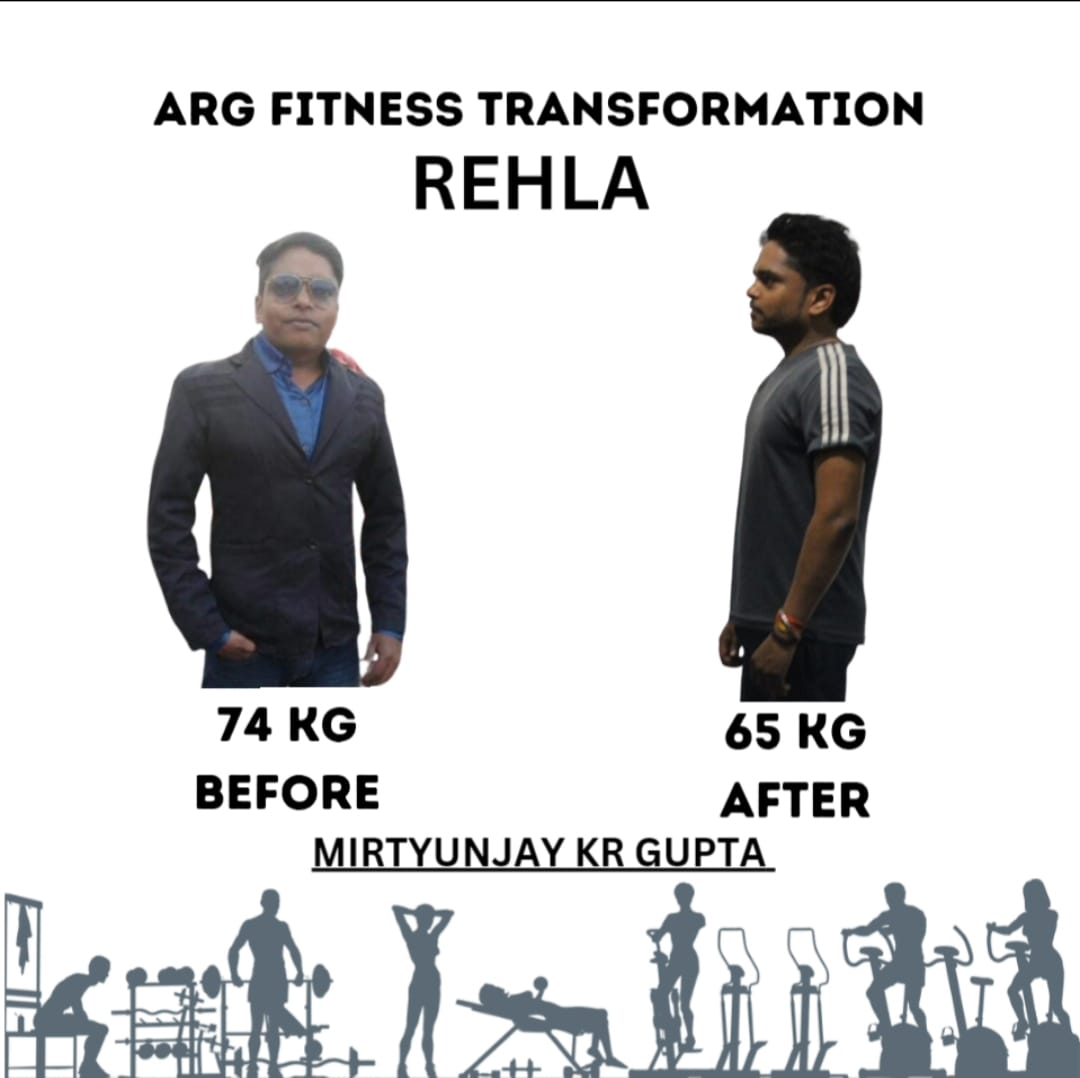 ARG FITNESS TRANSFORMATION
REHLA
74 KG
BEFORE
65 KG
AFTER
MIRTYUNJAY KR GUPTA